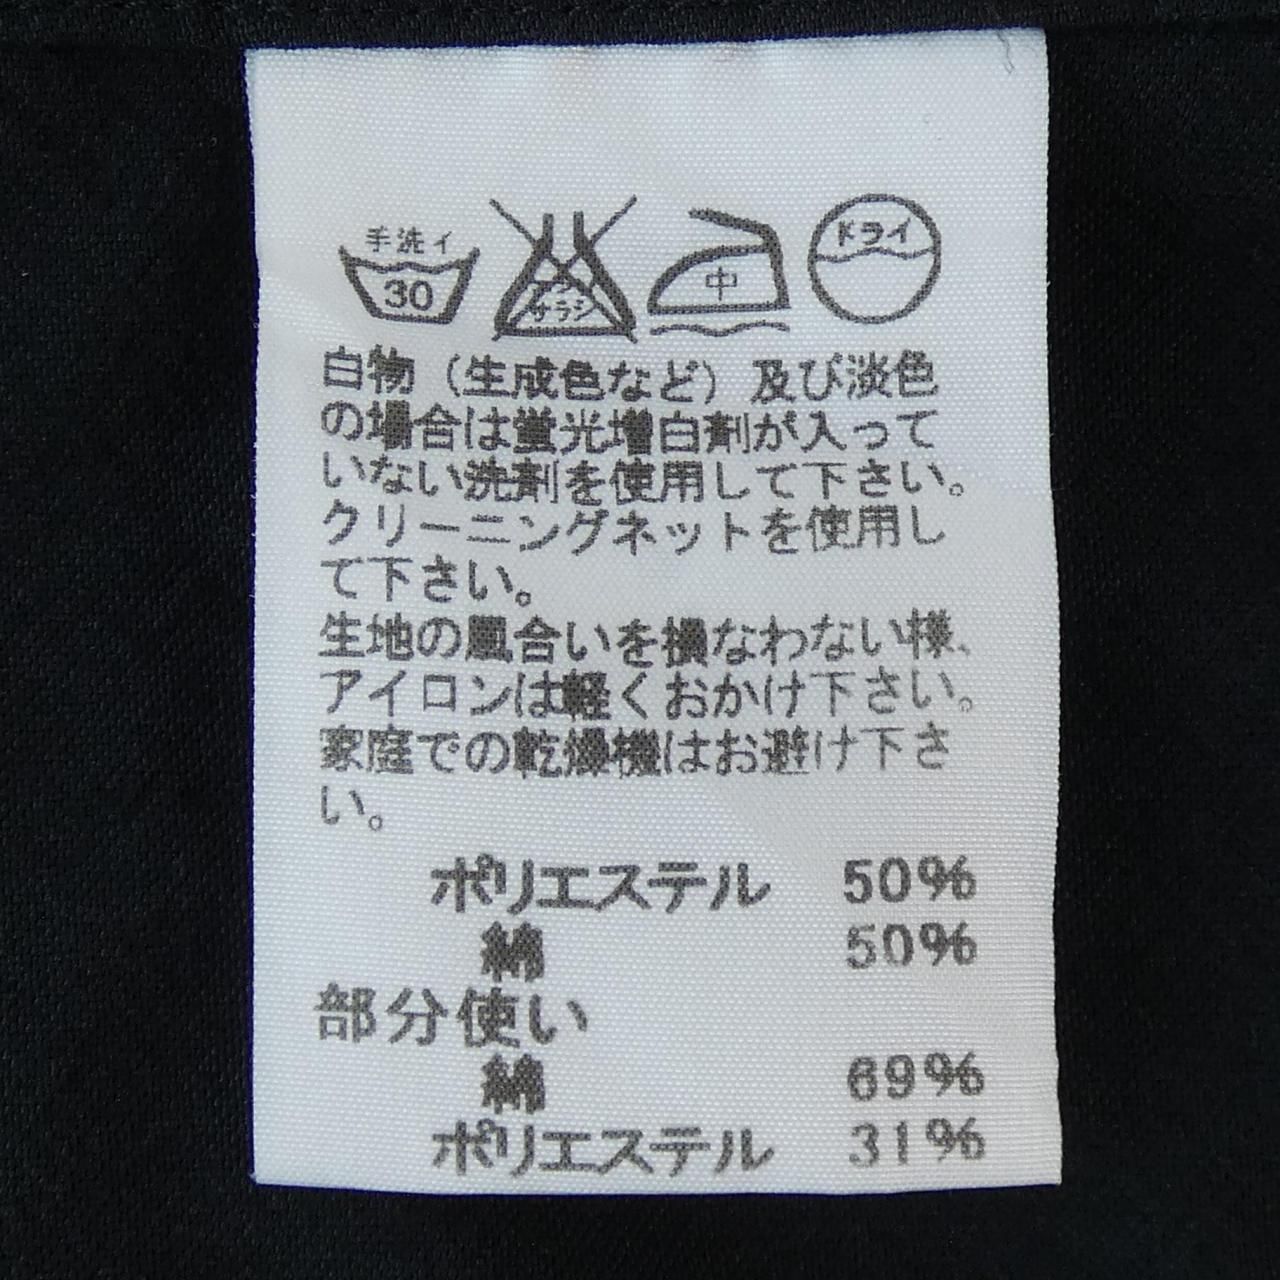 手洗イ
30
エンソ
サラシ
中
ドライ
白物（生成色など）及び淡色
の場合は蛍光増白剤が入って
いない洗剤を使用して下さい。
クリーニングネットを使用し
て下さい。
生地の風合いを損なわない様、
アイロンは軽くおかけ下さい。
家庭での乾燥機はお避け下さ
い。
ポリエステル 50%
綿 50%
部分使い
綿 69%
ポリエステル 31%